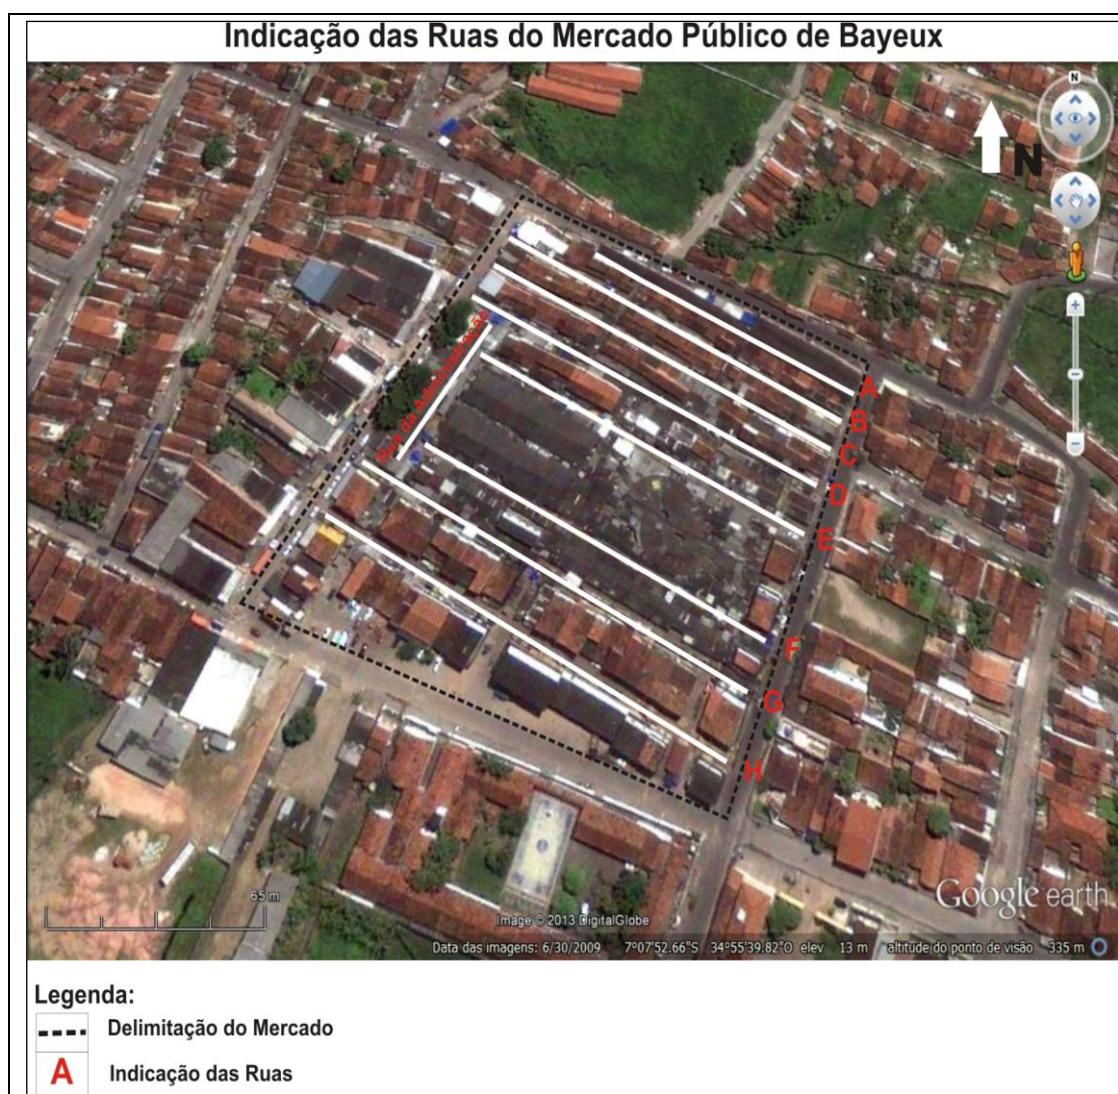 Indicação das Ruas do Mercado Público de Bayeux
N
N
Rua da Administração
A
B
C
D
E
F
G
H
65 m
Google earth
Image © 2013 DigitalGlobe
Data das imagens: 6/30/2009 7°07'52.66"S 34°55'39.82"O elev 13 m altitude do ponto de visão 335 m
Legenda:
Delimitação do Mercado
A Indicação das Ruas